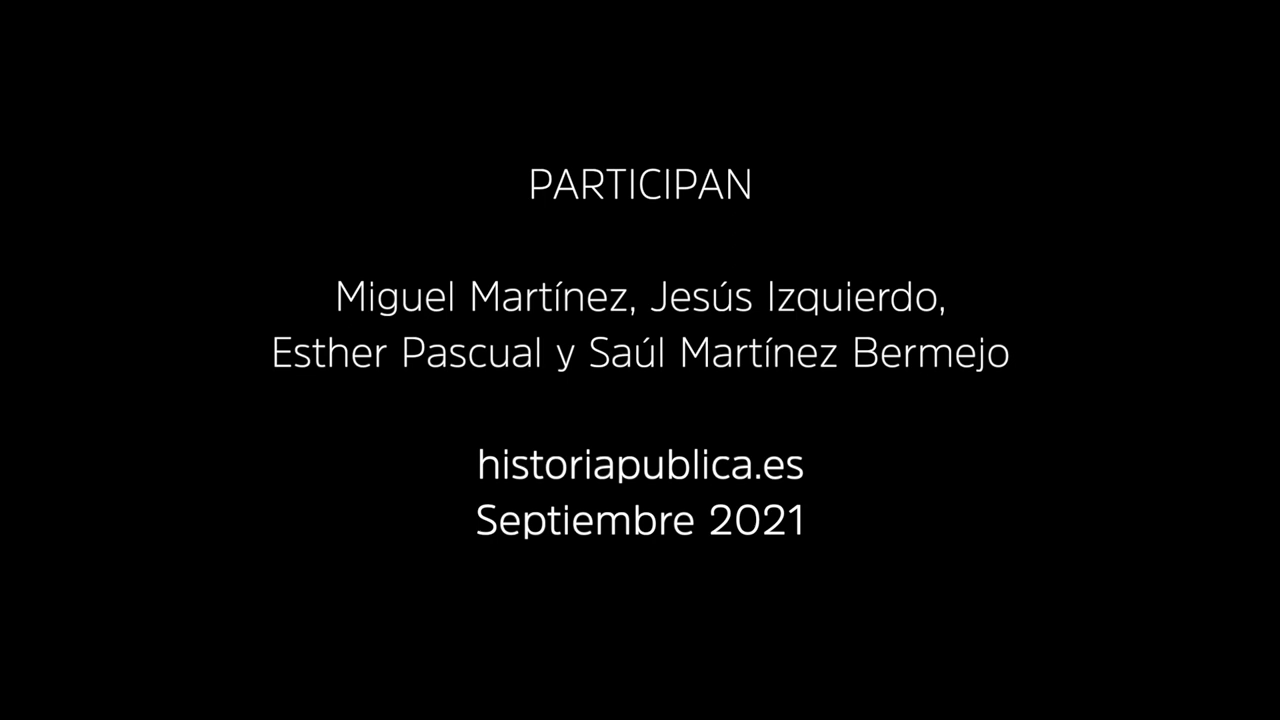 PARTICIPAN
Miguel Martínez, Jesús Izquierdo,
Esther Pascual y Saúl Martínez Bermejo
historiapublica.es
Septiembre 2021